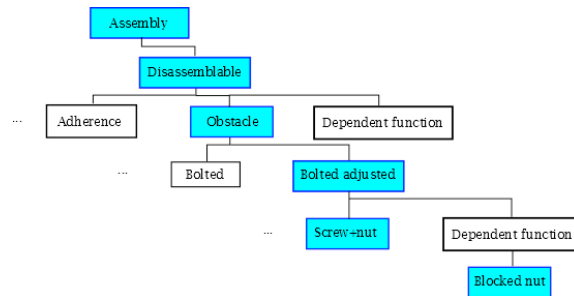 Assembly
Disassemblable
... Adherence Obstacle Dependent function
... Bolted Bolted adjusted
... Screw+nut Dependent function
Blocked nut